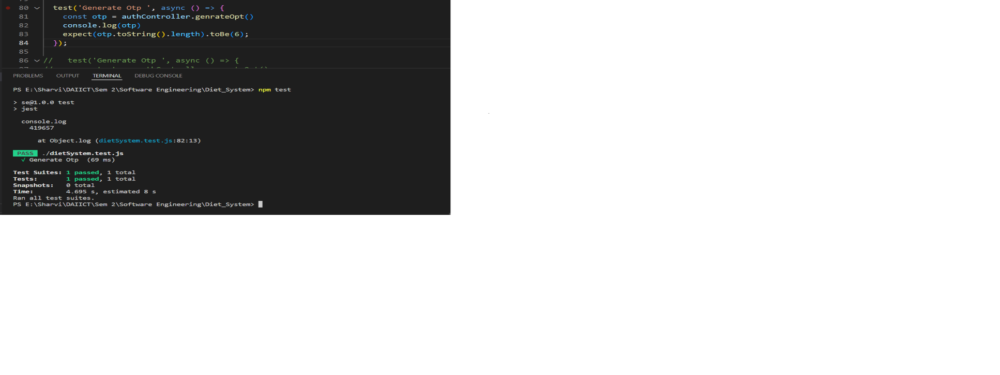 80 test('Generate Otp ', async () => {
81 const otp = authController.genrateOpt()
82 console.log(otp)
83 expect(otp.toString().length).toBe(6);
84 });
85
86 // test('Generate Otp ', async () => {
PROBLEMS OUTPUT TERMINAL DEBUG CONSOLE
PS E:\Sharvi\DAIICT\Sem 2\Software Engineering\Diet_System> npm test
> se@1.0.0 test
> jest
console.log
419657
at Object.log (dietSystem.test.js:82:13)
PASS ./dietSystem.test.js
√ Generate Otp (69 ms)
Test Suites: 1 passed, 1 total
Tests: 1 passed, 1 total
Snapshots: 0 total
Time: 4.695 s, estimated 8 s
Ran all test suites.
PS E:\Sharvi\DAIICT\Sem 2\Software Engineering\Diet_System>